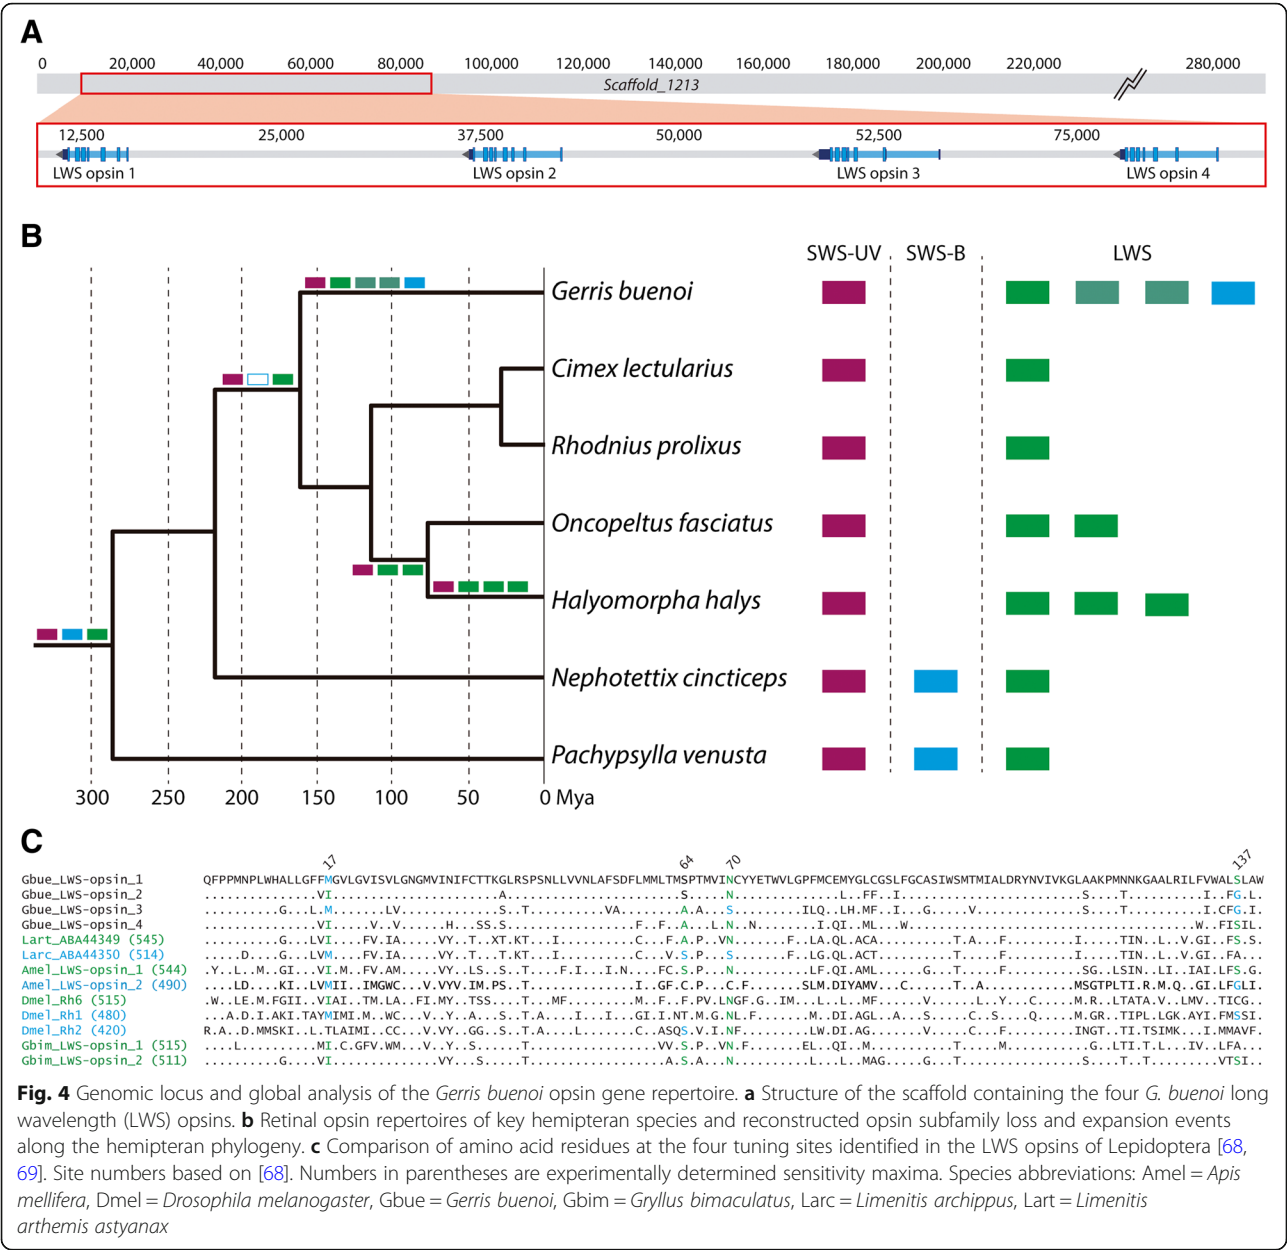 A
0 20,000 40,000 60,000 80,000 100,000 120,000 140,000 160,000 180,000 200,000 220,000 280,000
Scaffold_1213
12,500 25,000 37,500 50,000 52,500 75,000
LWS opsin 1 LWS opsin 2 LWS opsin 3 LWS opsin 4
B
SWS-UV SWS-B LWS
Gerris buenoi
Cimex lectularius
Rhodnius prolixus
Oncopeltus fasciatus
Halyomorpha halys
Nephotettix cincticeps
Pachypsylla venusta
300 250 200 150 100 50 0 Mya
C
17 64 70 137
Gbue_LWS-opsin_1 QFPPMNPLWHALLGFFMGVLGVISVLGNGMVINIFCTTKGLRSPSNLLVVNLAFSDFLMMLTMSPTMVINCYYETWVLGPFMCEMYGLCGSLFGCASIWSMTMIALDRYNVIVKGLAAKPMNNKGAALRILFVWALSLAW
Gbue_LWS-opsin_2
Gbue_LWS-opsin_3
Gbue_LWS-opsin_4
Lart_ABA44349 (545)
Larc_ABA44350 (514)
Amel_LWS-opsin_1 (544)
Amel_LWS-opsin_2 (490)
Dmel_Rh6 (515)
Dmel_Rh1 (480)
Dmel_Rh2 (420)
Gbim_LWS-opsin_1 (515)
Gbim_LWS-opsin_2 (511)
Fig. 4 Genomic locus and global analysis of the Gerris buenoi opsin gene repertoire. a Structure of the scaffold containing the four G. buenoi long
wavelength (LWS) opsins. b Retinal opsin repertoires of key hemipteran species and reconstructed opsin subfamily loss and expansion events
along the hemipteran phylogeny. c Comparison of amino acid residues at the four tuning sites identified in the LWS opsins of Lepidoptera [68,
69]. Site numbers based on [68]. Numbers in parentheses are experimentally determined sensitivity maxima. Species abbreviations: Amel = Apis
mellifera, Dmel = Drosophila melanogaster, Gbue = Gerris buenoi, Gbim = Gryllus bimaculatus, Larc = Limenitis archippus, Lart = Limenitis
arthemis astyanax